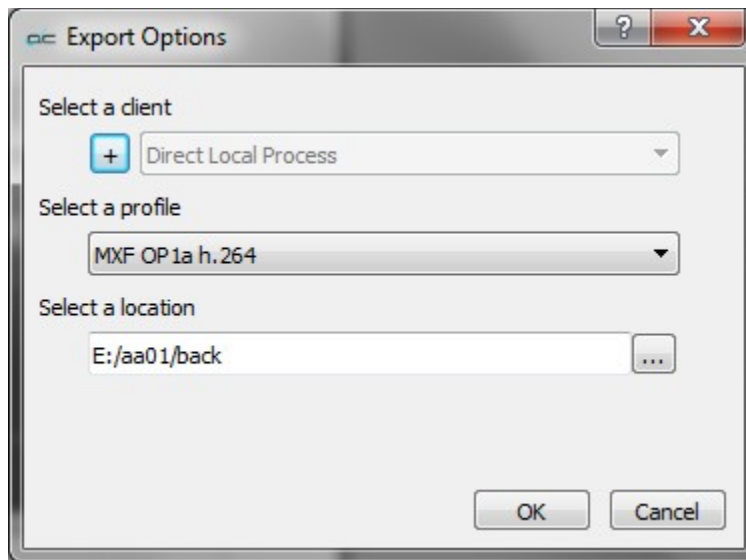 Export Options
?
X
Select a client
+
Direct Local Process
Select a profile
MXF OP1a h.264
Select a location
E:/aa01/back
...
OK
Cancel